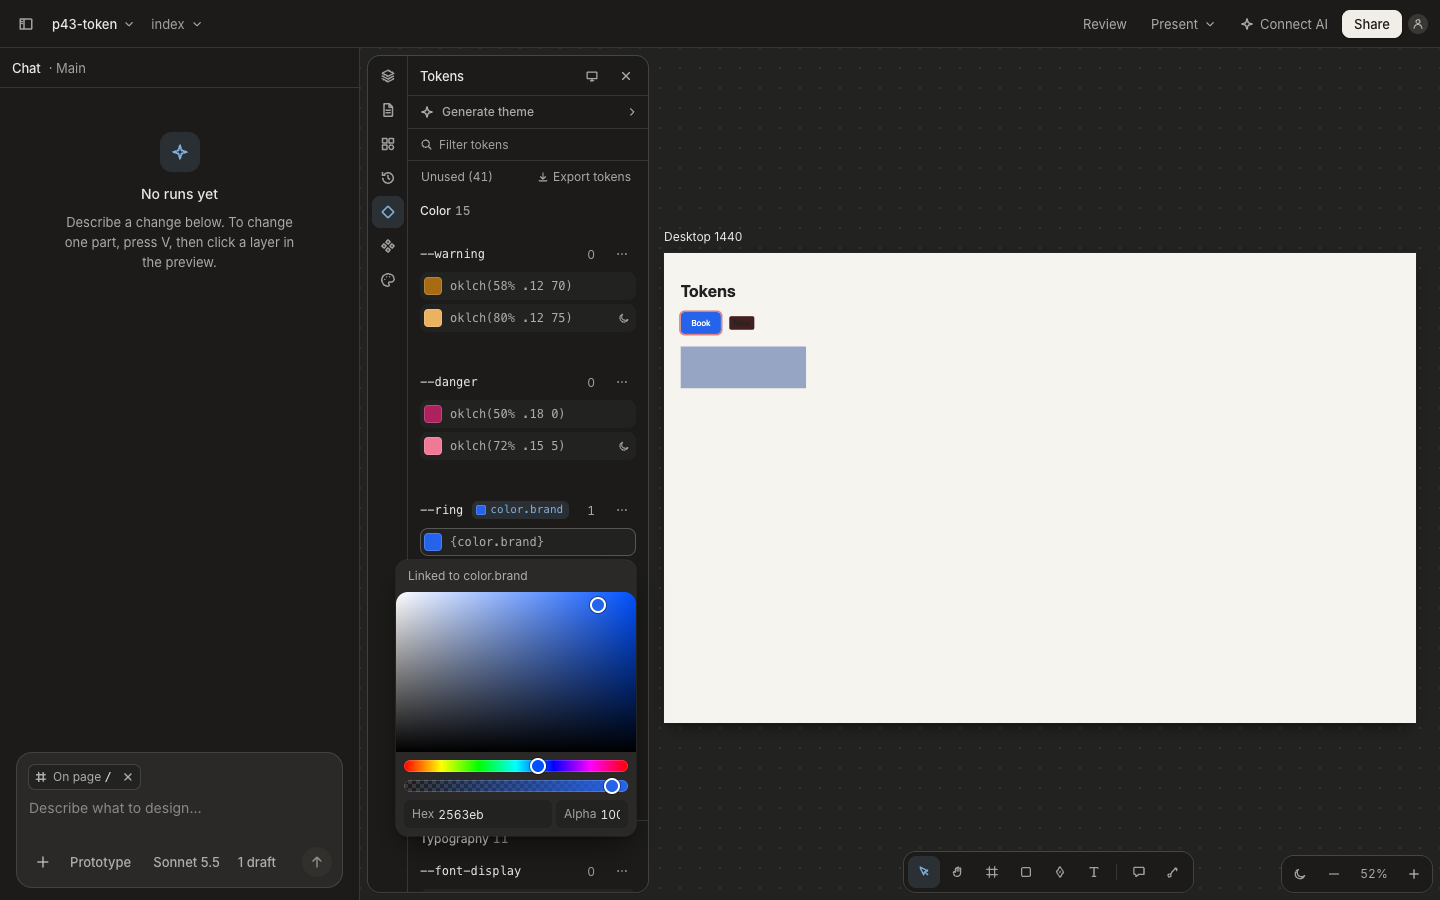 p43-token
index
Review
Present
Connect AI
Share
Chat · Main
No runs yet
Describe a change below. To change
one part, press V, then click a layer in
the preview.
On page /
Describe what to design...
Prototype
Sonnet 5.5
1 draft
Tokens
Generate theme
Filter tokens
Unused (41)
Export tokens
Color 15
--warning 0
oklch(58% .12 70)
oklch(80% .12 75)
--danger 0
oklch(50% .18 0)
oklch(72% .15 5)
--ring color.brand 1
{color.brand}
Linked to color.brand
Hex 2563eb
Alpha 100
Typography 11
--font-display 0
Desktop 1440
Tokens
Book
52%